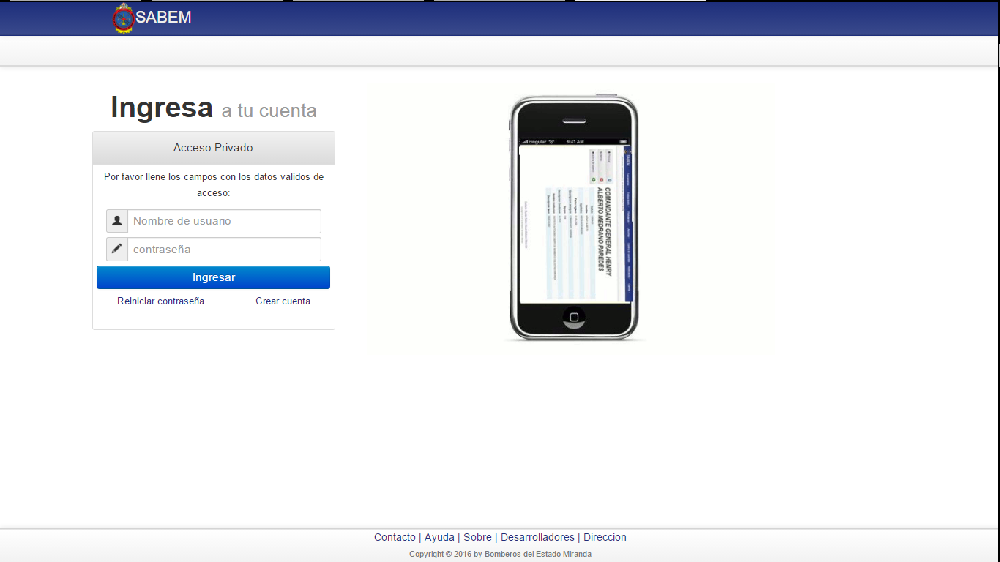 SABEM
Ingresa a tu cuenta
Acceso Privado
Por favor llene los campos con los datos validos de
acceso:
Nombre de usuario
contraseña
Ingresar
Reiniciar contraseña Crear cuenta
cingular 9:41 AM
SABEM
COMANDANTE GENERAL HENRY
ALBERTO MEDRANO PAREDES
Contacto | Ayuda | Sobre | Desarrolladores | Direccion
Copyright © 2016 by Bomberos del Estado Miranda